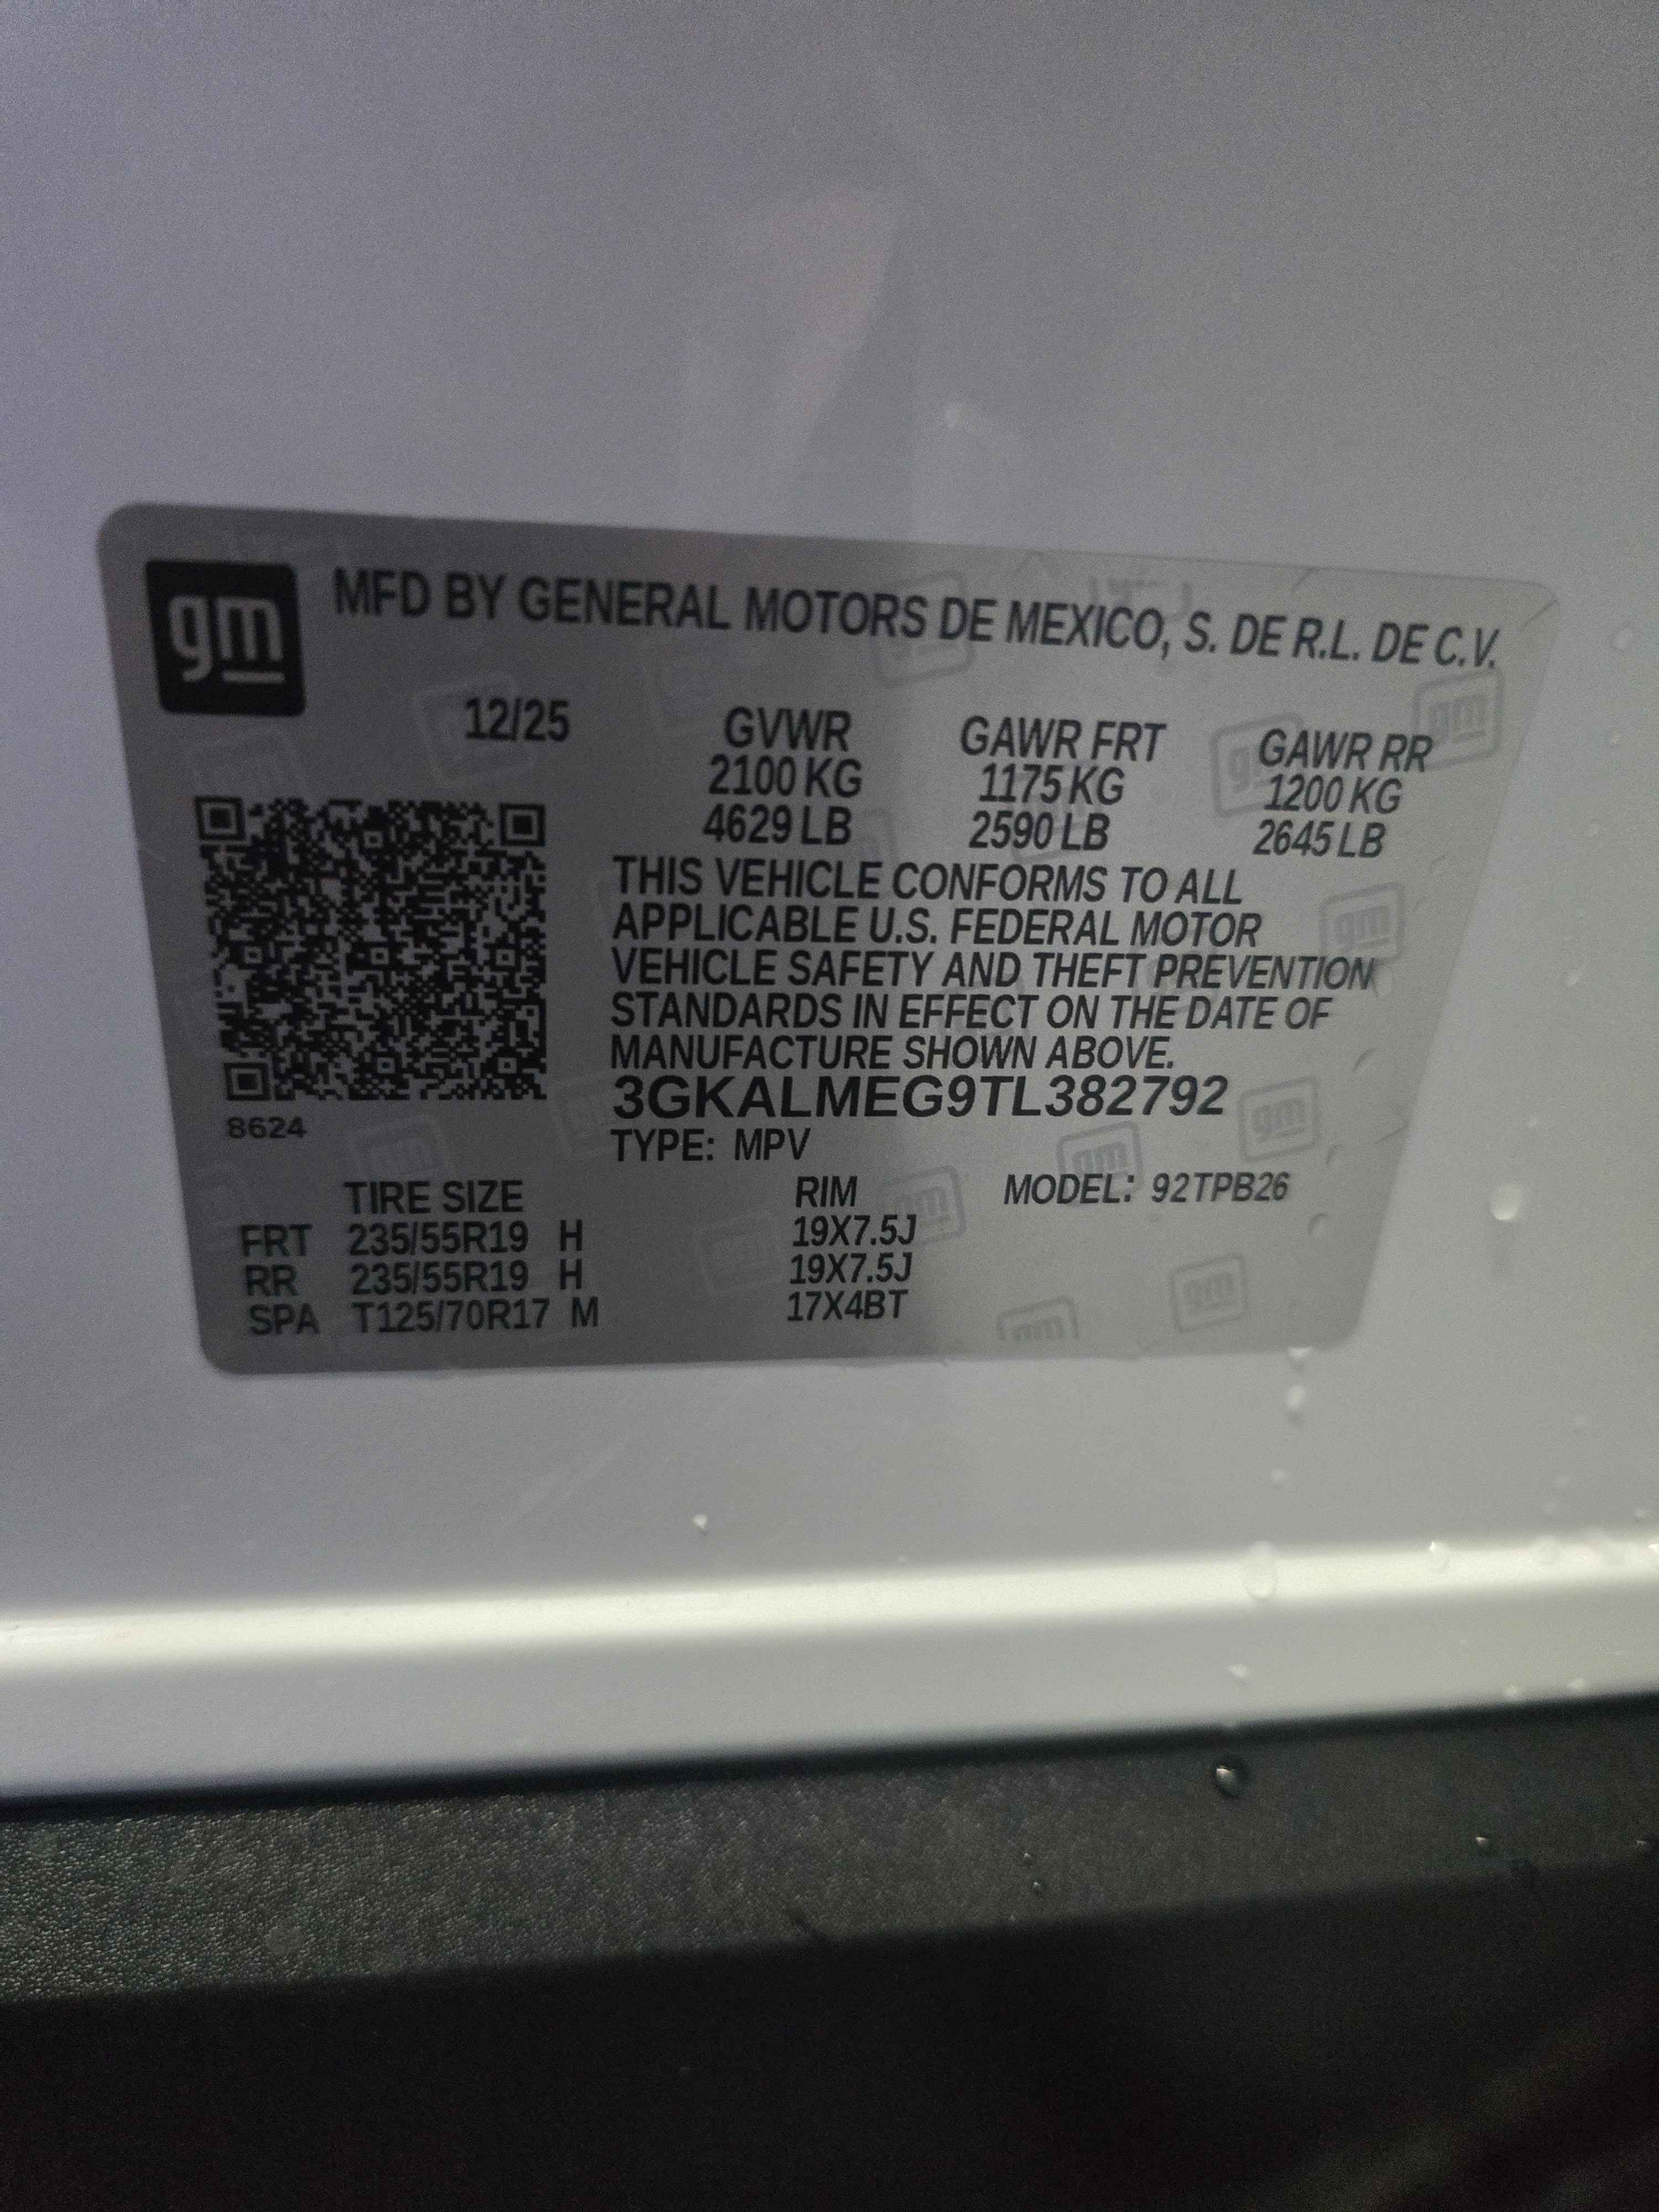 gm MFD BY GENERAL MOTORS DE MEXICO, S. DE R.L. DE C.V.
12/25 GVWR GAWR FRT GAWR RR
2100 KG 1175 KG 1200 KG
4629 LB 2590 LB 2645 LB
THIS VEHICLE CONFORMS TO ALL
APPLICABLE U.S. FEDERAL MOTOR
VEHICLE SAFETY AND THEFT PREVENTION
STANDARDS IN EFFECT ON THE DATE OF
MANUFACTURE SHOWN ABOVE.
3GKALMEG9TL382792
8624
TYPE: MPV
TIRE SIZE RIM MODEL: 92TPB26
FRT 235/55R19 H 19X7.5J
RR 235/55R19 H 19X7.5J
SPA T125/70R17 M 17X4BT